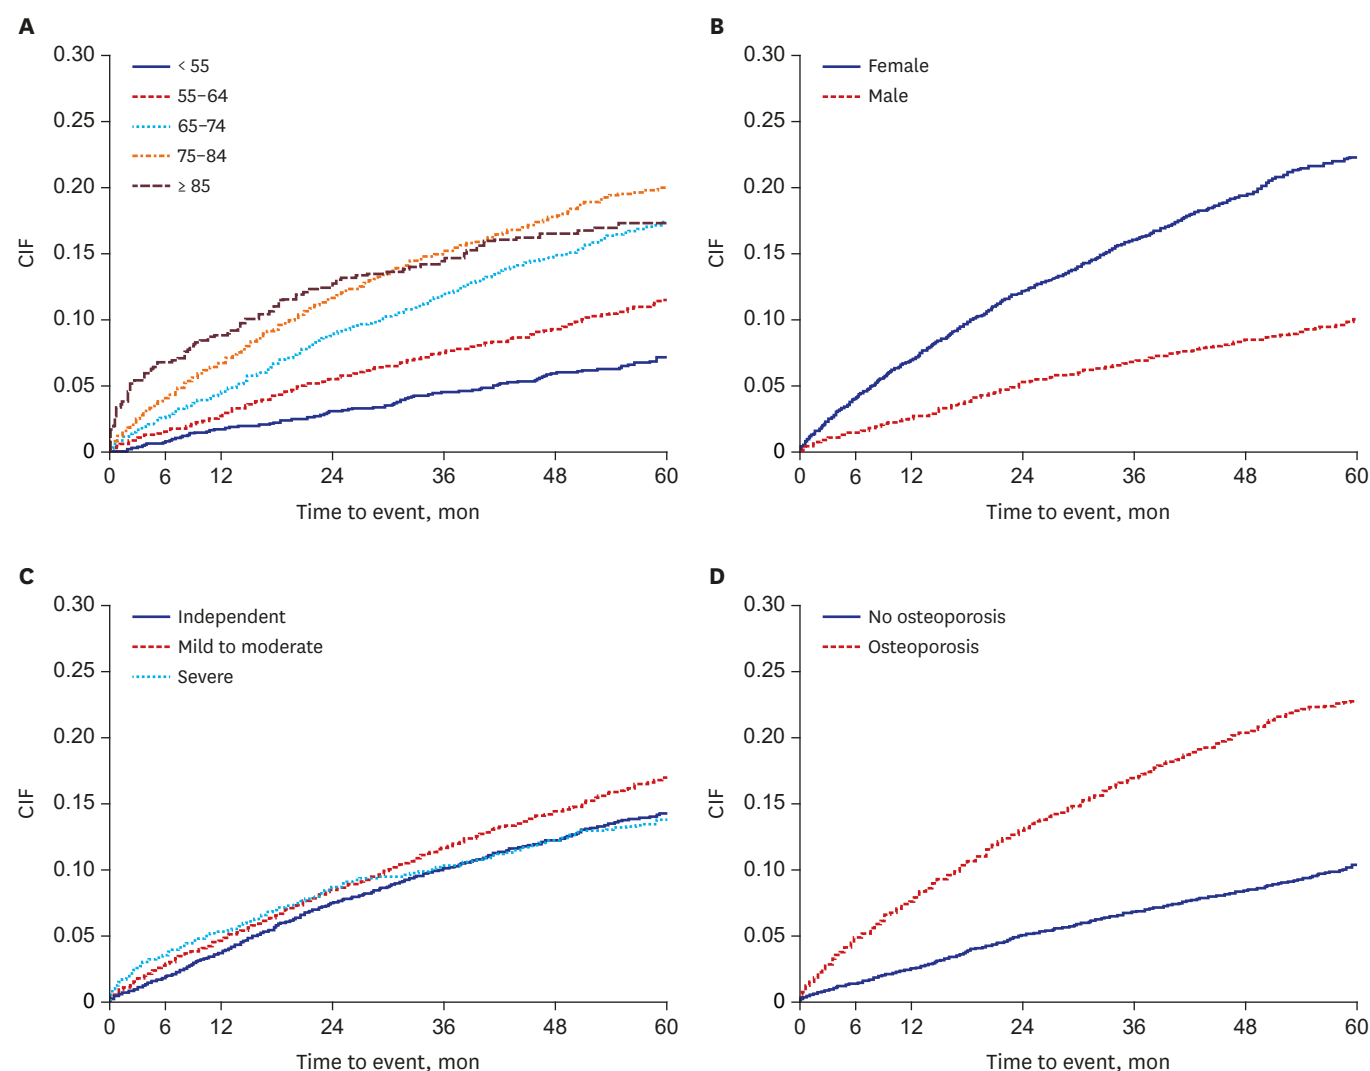 A
0.30
0.25
0.20
0.15
0.10
0.05
0
CIF
< 55
55–64
65–74
75–84
≥ 85
0 6 12 24 36 48 60
Time to event, mon
B
0.30
0.25
0.20
0.15
0.10
0.05
0
CIF
Female
Male
0 6 12 24 36 48 60
Time to event, mon
C
0.30
0.25
0.20
0.15
0.10
0.05
0
CIF
Independent
Mild to moderate
Severe
0 6 12 24 36 48 60
Time to event, mon
D
0.30
0.25
0.20
0.15
0.10
0.05
0
CIF
No osteoporosis
Osteoporosis
0 6 12 24 36 48 60
Time to event, mon